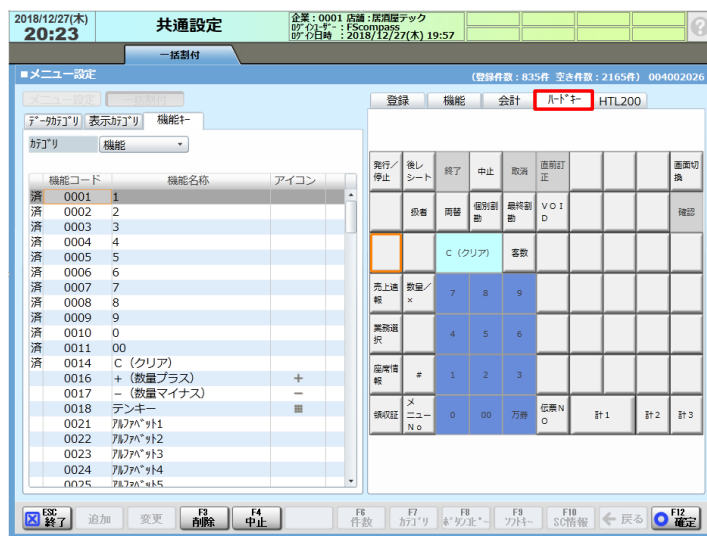 2018/12/27(木)
20:23
共通設定
企業：0001 店舗：居酒屋テック
ﾛｸﾞｲﾝﾕｰｻﾞｰ：FScompass
ﾛｸﾞｲﾝ日時 ：2018/12/27(木) 19:57
一括割付
■メニュー設定
(登録件数：835件 空き件数：2165件) 004002026
メニュー設定 一括割付
ﾃﾞｰﾀｶﾃｺﾞﾘ 表示ｶﾃｺﾞﾘ 機能ｷｰ
ｶﾃｺﾞﾘ 機能
機能コード 機能名称 アイコン
済 0001 1
済 0002 2
済 0003 3
済 0004 4
済 0005 5
済 0006 6
済 0007 7
済 0008 8
済 0009 9
済 0010 0
済 0011 00
済 0014 C（クリア）
0016 +（数量プラス） +
0017 −（数量マイナス） −
0018 テンキー
0021 ｱﾙﾌｧﾍﾞｯﾄ1
0022 ｱﾙﾌｧﾍﾞｯﾄ2
0023 ｱﾙﾌｧﾍﾞｯﾄ3
0024 ｱﾙﾌｧﾍﾞｯﾄ4
0025 ｱﾙﾌｧﾍﾞｯﾄ5
登録 機能 会計 ﾊｰﾄﾞｷｰ HTL200
発行／停止 後レシート 終了 中止 取消 直前訂正 画面切換
扱者 両替 個別割勘 最終割勘 ＶＯＩＤ 確認
C（クリア） 客数
売上速報 数量／× 7 8 9
業務選択 4 5 6
座席情報 # 1 2 3
領収証 メニューNo 0 00 万券 伝票NO 計1 計2 計3
ESC 終了 追加 変更 F3 削除 F4 中止 F6 件数 F7 ｶﾃｺﾞﾘ F8 ﾎﾞﾀﾝｺﾋﾟｰ F9 ｿﾌﾄｷｰ F10 SC情報 戻る F12 確定